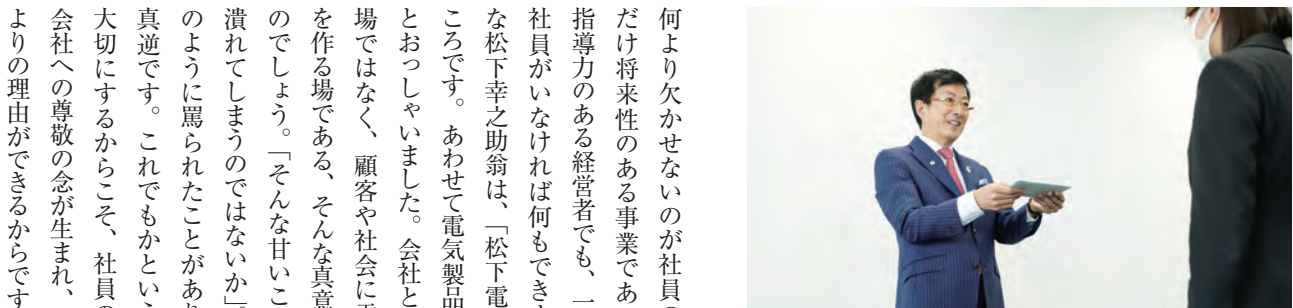 何より欠かせないのが社員の
だけ将来性のある事業であ
指導力のある経営者でも、一
社員がいなければ何もでき
な松下幸之助翁は、「松下電
ころです。あわせて電気製品
とおっしゃいました。会社と
場ではなく、顧客や社会に
を作る場である、そんな真意
のでしょう。「そんな甘いこ
潰れてしまうのではないか」。
のように罵られたことがあり
真逆です。これでもかという
大切にするからこそ、社員の
会社への尊敬の念が生まれ、
よりの理由ができるからです